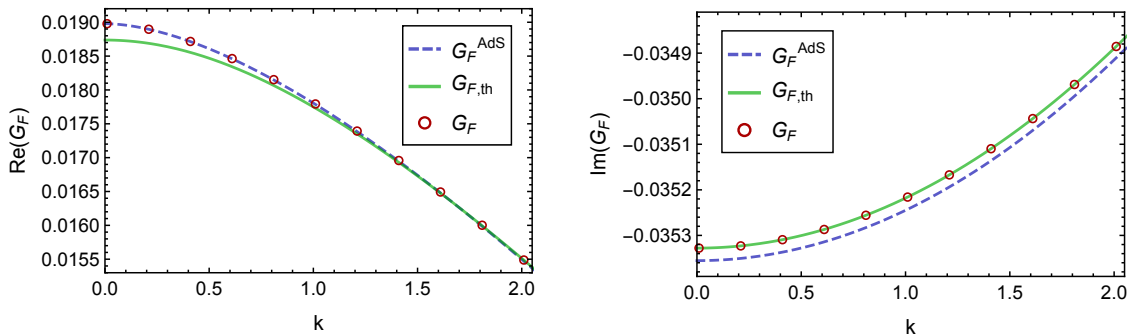 0.0190
0.0185
0.0180
0.0175
0.0170
0.0165
0.0160
0.0155
Re(G_F)
0.0
0.5
1.0
1.5
2.0
k
G_F^AdS
G_F,th
G_F
-0.0349
-0.0350
-0.0351
-0.0352
-0.0353
Im(G_F)
0.0
0.5
1.0
1.5
2.0
k
G_F^AdS
G_F,th
G_F